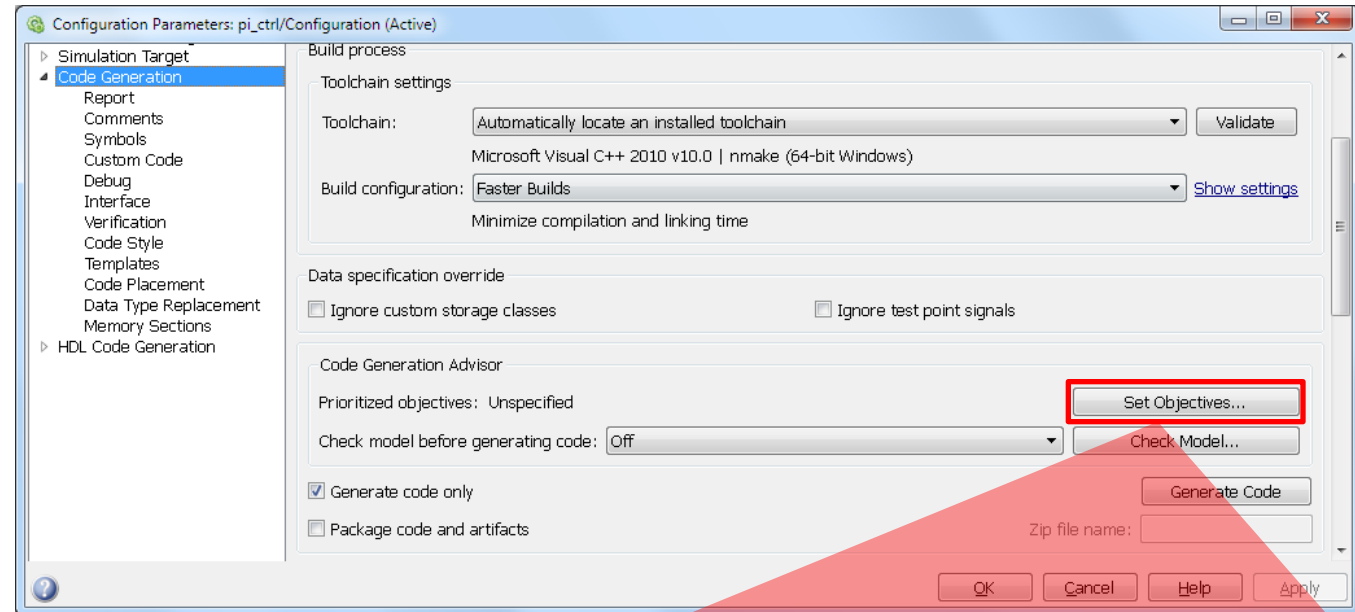 Configuration Parameters: pi_ctrl/Configuration (Active)
Simulation Target
Code Generation
Report
Comments
Symbols
Custom Code
Debug
Interface
Verification
Code Style
Templates
Code Placement
Data Type Replacement
Memory Sections
HDL Code Generation
Build process
Toolchain settings
Toolchain: Automatically locate an installed toolchain Validate
Microsoft Visual C++ 2010 v10.0 | nmake (64-bit Windows)
Build configuration: Faster Builds Show settings
Minimize compilation and linking time
Data specification override
Ignore custom storage classes Ignore test point signals
Code Generation Advisor
Prioritized objectives: Unspecified Set Objectives...
Check model before generating code: Off Check Model...
Generate code only Generate Code
Package code and artifacts Zip file name:
OK Cancel Help Apply